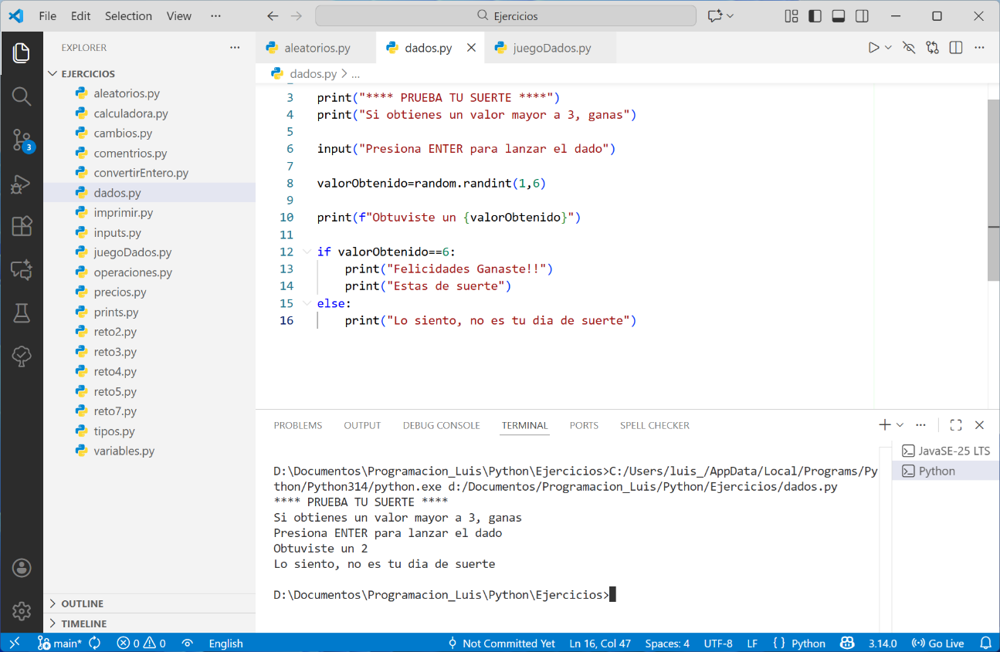 File Edit Selection View ··· Ejercicios
EXPLORER ···
EJERCICIOS
aleatorios.py
calculadora.py
cambios.py
comentrios.py
convertirEntero.py
dados.py
imprimir.py
inputs.py
juegoDados.py
operaciones.py
precios.py
prints.py
reto2.py
reto3.py
reto4.py
reto5.py
reto7.py
tipos.py
variables.py
OUTLINE
TIMELINE
3
aleatorios.py dados.py juegoDados.py
dados.py > ...
3 print("**** PRUEBA TU SUERTE ****")
4 print("Si obtienes un valor mayor a 3, ganas")
5
6 input("Presiona ENTER para lanzar el dado")
7
8 valorObtenido=random.randint(1,6)
9
10 print(f"Obtuviste un {valorObtenido}")
11
12 if valorObtenido==6:
13 print("Felicidades Ganaste!!")
14 print("Estas de suerte")
15 else:
16 print("Lo siento, no es tu dia de suerte")
PROBLEMS OUTPUT DEBUG CONSOLE TERMINAL PORTS SPELL CHECKER
D:\Documentos\Programacion_Luis\Python\Ejercicios>C:/Users/luis_/AppData/Local/Programs/Py
thon/Python314/python.exe d:/Documentos/Programacion_Luis/Python/Ejercicios/dados.py
**** PRUEBA TU SUERTE ****
Si obtienes un valor mayor a 3, ganas
Presiona ENTER para lanzar el dado
Obtuviste un 2
Lo siento, no es tu dia de suerte
D:\Documentos\Programacion_Luis\Python\Ejercicios>
JavaSE-25 LTS
Python
main* 0 0 English Not Committed Yet Ln 16, Col 47 Spaces: 4 UTF-8 LF { } Python 3.14.0 Go Live